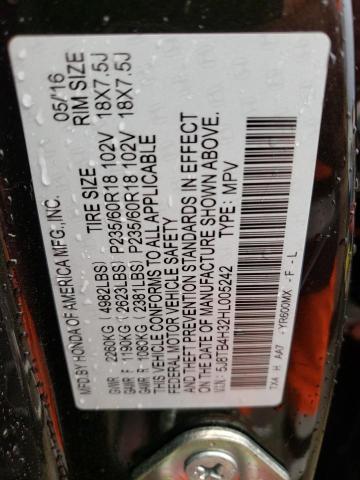 MFD.BY HONDA OF AMERICA MFG.,INC. 05/16
TIRE SIZE RIM SIZE
GVWR 2260KG ( 4982LBS)
GAWR F 1190KG ( 2623LBS) P235/60R18 102V 18X7.5J
GAWR R 1080KG ( 2381LBS) P235/60R18 102V 18X7.5J
THIS VEHICLE CONFORMS TO ALL APPLICABLE
FEDERAL MOTOR VEHICLE SAFETY
AND THEFT PREVENTION STANDARDS IN EFFECT
ON THE DATE OF MANUFACTURE SHOWN ABOVE.
V.I.N.: 5J8TB4H32HL005242 TYPE: MPV
TX4 H AA7 YR600MX - F - L